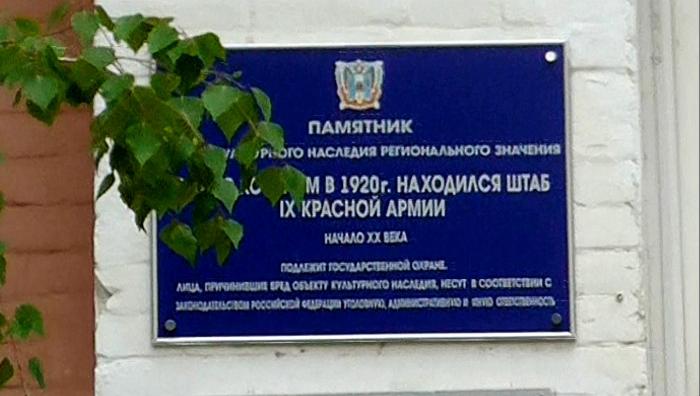 ПАМЯТНИК
НАСЛЕДИЯ РЕГИОНАЛЬНОГО ЗНАЧЕНИЯ
В 1920г. НАХОДИЛСЯ ШТАБ
IX КРАСНОЙ АРМИИ
НАЧАЛО XX ВЕКА
ПОДЛЕЖИТ ГОСУДАРСТВЕННОЙ ОХРАНЕ.
ЛИЦА, ПРИЧИНИВШИЕ ВРЕД ОБЪЕКТУ КУЛЬТУРНОГО НАСЛЕДИЯ, НЕСУТ В СООТВЕТСТВИИ С
ЗАКОНОДАТЕЛЬСТВОМ РОССИЙСКОЙ ФЕДЕРАЦИИ УГОЛОВНУЮ, АДМИНИСТРАТИВНУЮ И ИНУЮ ОТВЕТСТВЕННОСТЬ